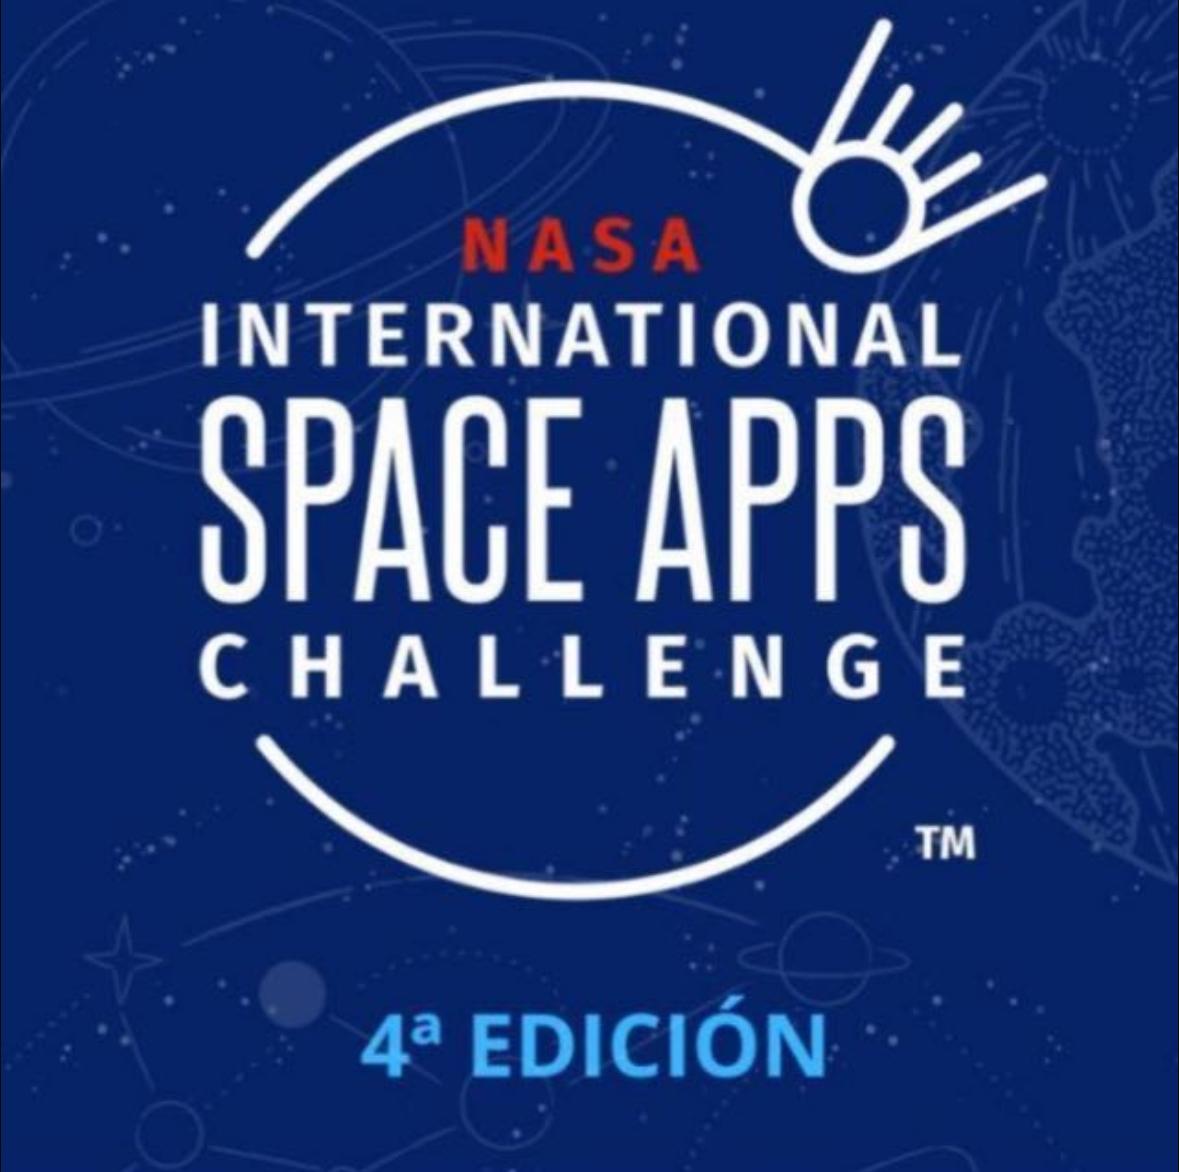 NASA
INTERNATIONAL
SPACE APPS
CHALLENGE
TM
4ª EDICIÓN